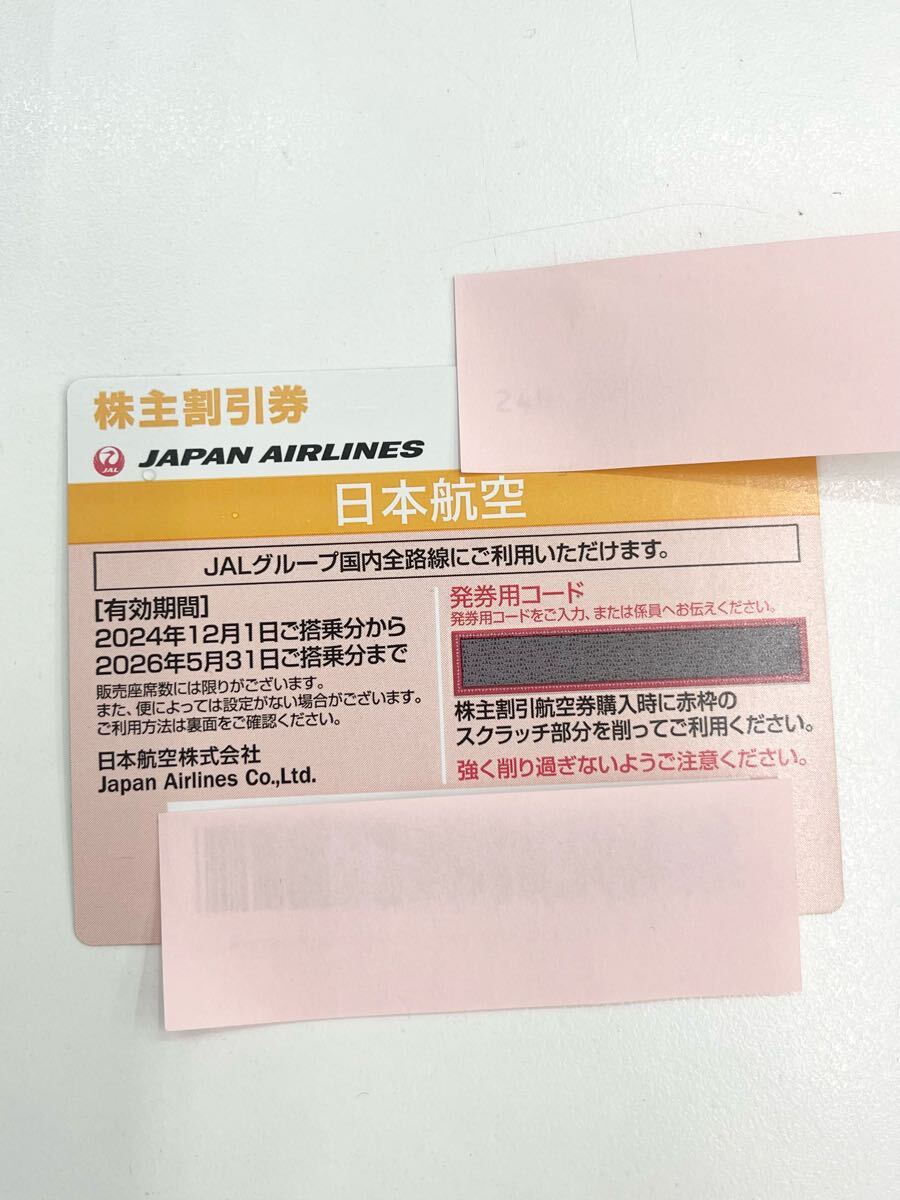 株主割引券
JAL
JAPAN AIRLINES
日本航空
JALグループ国内全路線にご利用いただけます。
[有効期間]
2024年12月1日ご搭乗分から
2026年5月31日ご搭乗分まで
販売座席数には限りがございます。
また、便によっては設定がない場合がございます。
ご利用方法は裏面をご確認ください。
日本航空株式会社
Japan Airlines Co.,Ltd.
発券用コード
発券用コードをご入力、または係員へお伝えください。
株主割引航空券購入時に赤枠の
スクラッチ部分を削ってご利用ください。
強く削り過ぎないようご注意ください。